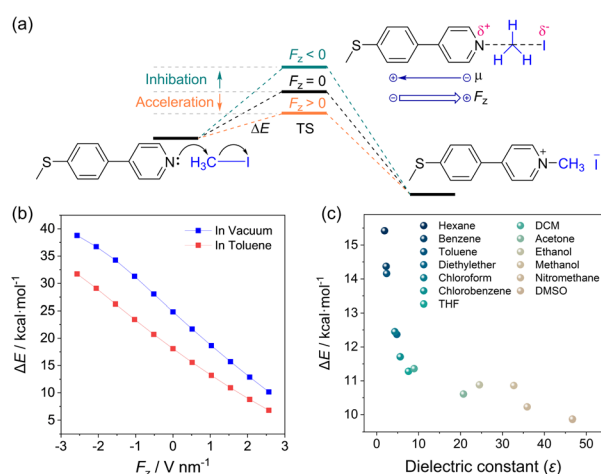 (a)
Fz < 0
Inhibation
Fz = 0
Acceleration
Fz > 0
ΔE
TS
S
N:
H3C
I
S
δ+
δ-
N
C
I
H
H
H
⊕
⊖
μ
⊖
⊕
Fz
S
N
+
CH3
I-
(b)
In Vacuum
In Toluene
ΔE / kcal·mol-1
40
35
30
25
20
15
10
5
0
-3
-2
-1
0
1
2
3
Fz / V nm-1
(c)
Hexane
Benzene
Toluene
Diethylether
Chloroform
Chlorobenzene
THF
DCM
Acetone
Ethanol
Methanol
Nitromethane
DMSO
ΔE / kcal·mol-1
15
14
13
12
11
10
0
10
20
30
40
50
Dielectric constant (ε)